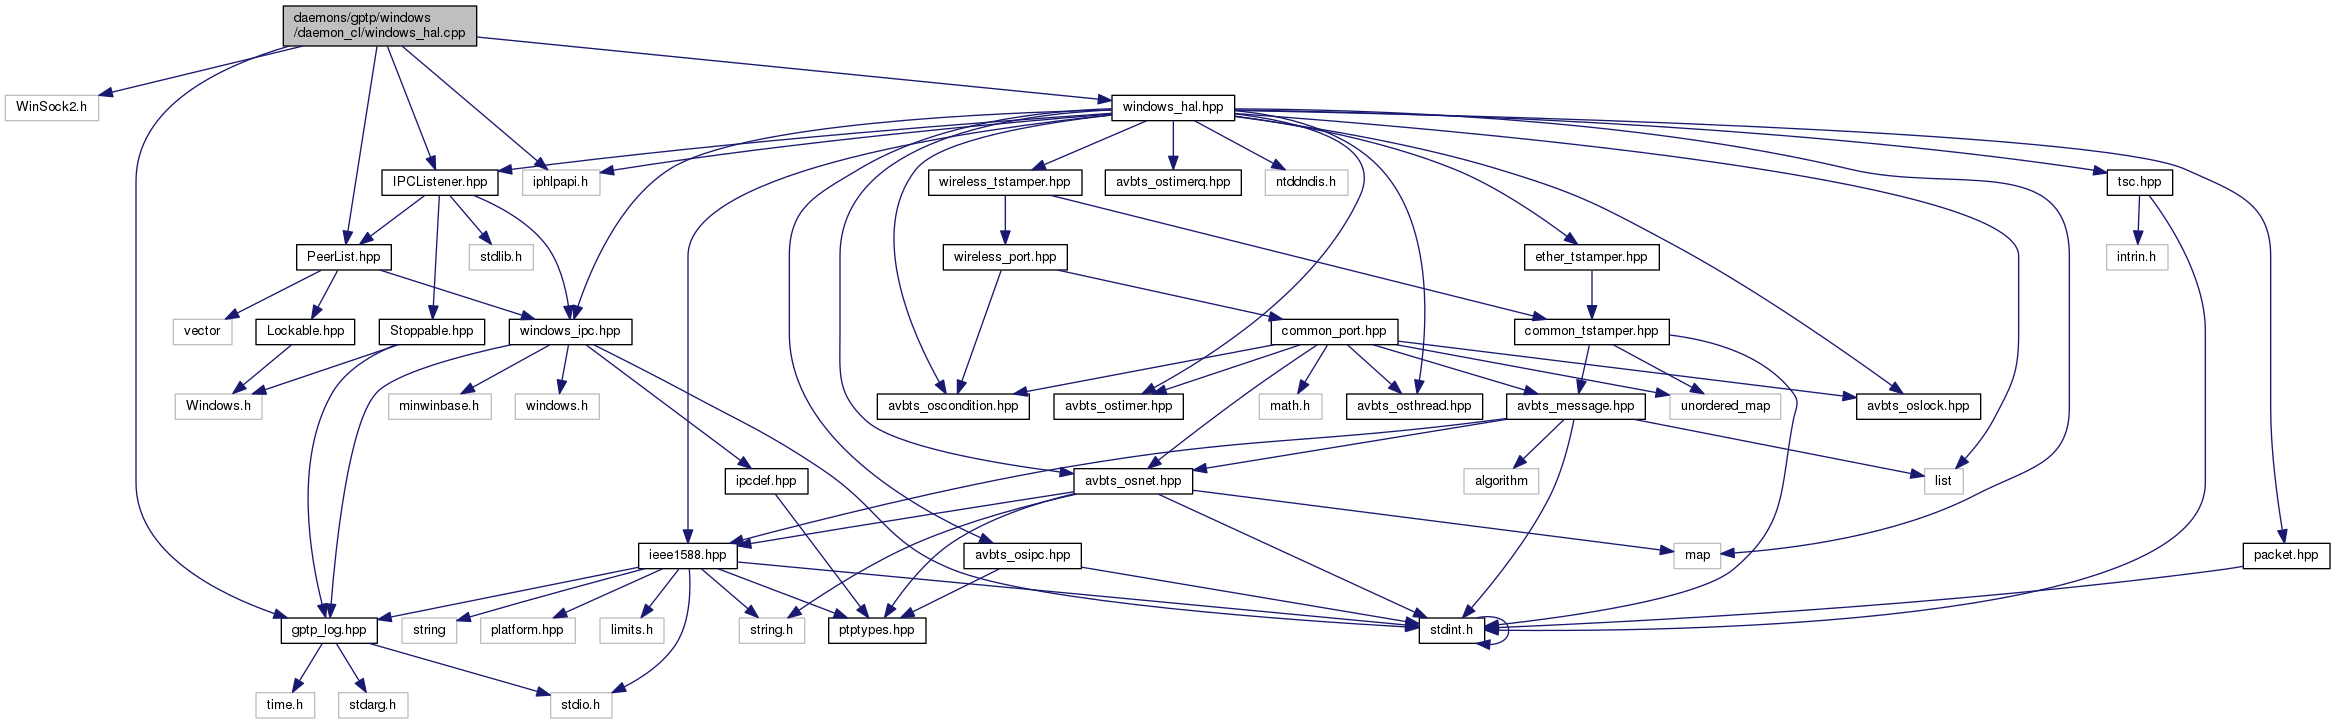 daemons/gptp/windows
/daemon_cl/windows_hal.cpp
WinSock2.h
windows_hal.hpp
IPCListener.hpp
iphlpapi.h
wireless_tstamper.hpp
avbts_ostimerq.hpp
ntddndis.h
tsc.hpp
PeerList.hpp
stdlib.h
wireless_port.hpp
ether_tstamper.hpp
intrin.h
vector
Lockable.hpp
Stoppable.hpp
windows_ipc.hpp
common_port.hpp
common_tstamper.hpp
Windows.h
minwinbase.h
windows.h
avbts_oscondition.hpp
avbts_ostimer.hpp
math.h
avbts_osthread.hpp
avbts_message.hpp
unordered_map
avbts_oslock.hpp
ipcdef.hpp
avbts_osnet.hpp
algorithm
list
ieee1588.hpp
avbts_osipc.hpp
map
packet.hpp
gptp_log.hpp
string
platform.hpp
limits.h
string.h
ptptypes.hpp
stdint.h
time.h
stdarg.h
stdio.h